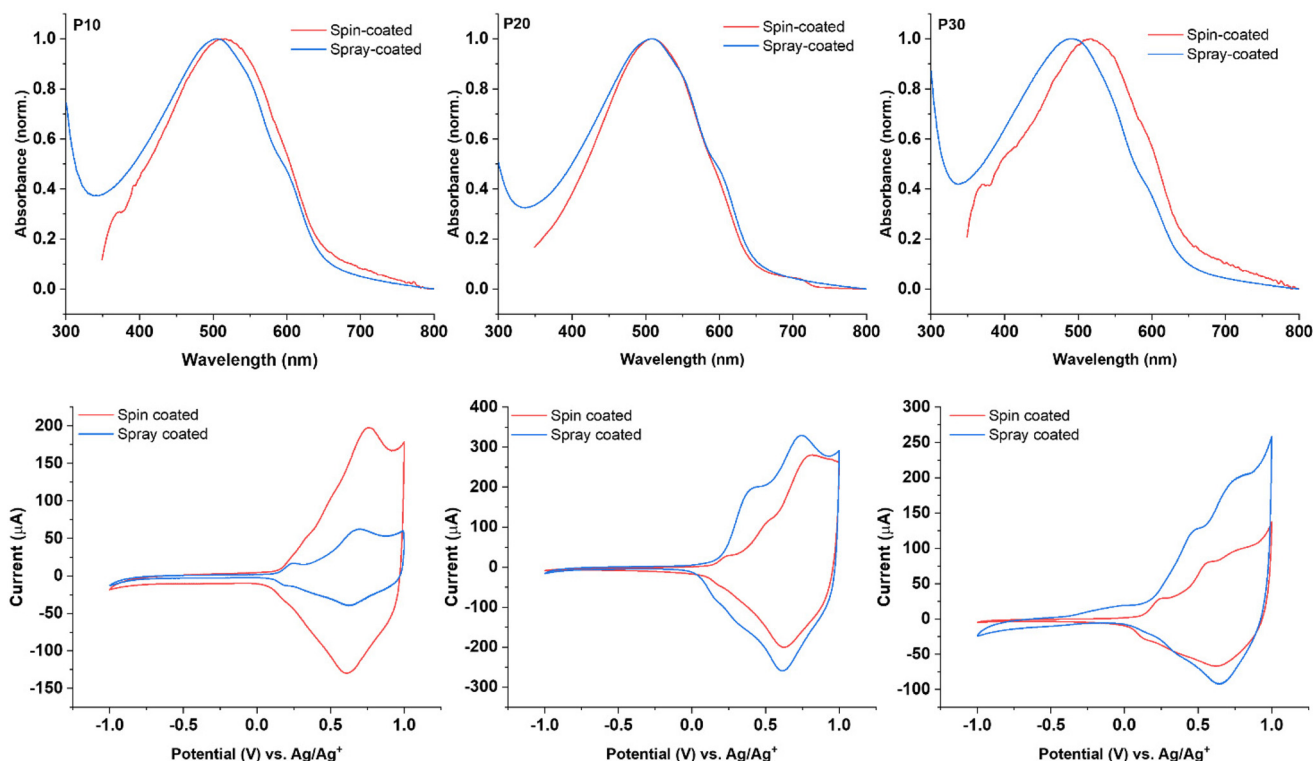 P10
Spin-coated
Spray-coated
Absorbance (norm.)
1.0
0.8
0.6
0.4
0.2
0.0
300 400 500 600 700 800
Wavelength (nm)
P20
Spin-coated
Spray-coated
Absorbance (norm.)
1.0
0.8
0.6
0.4
0.2
0.0
300 400 500 600 700 800
Wavelength (nm)
P30
Spin-coated
Spray-coated
Absorbance (norm.)
1.0
0.8
0.6
0.4
0.2
0.0
300 400 500 600 700 800
Wavelength (nm)
Spin coated
Spray coated
Current (μA)
200
150
100
50
0
-50
-100
-150
-1.0 -0.5 0.0 0.5 1.0
Potential (V) vs. Ag/Ag⁺
Spin coated
Spray coated
Current (μA)
400
300
200
100
0
-100
-200
-300
-1.0 -0.5 0.0 0.5 1.0
Potential (V) vs. Ag/Ag⁺
Spin coated
Spray coated
Current (μA)
300
250
200
150
100
50
0
-50
-100
-1.0 -0.5 0.0 0.5 1.0
Potential (V) vs. Ag/Ag⁺